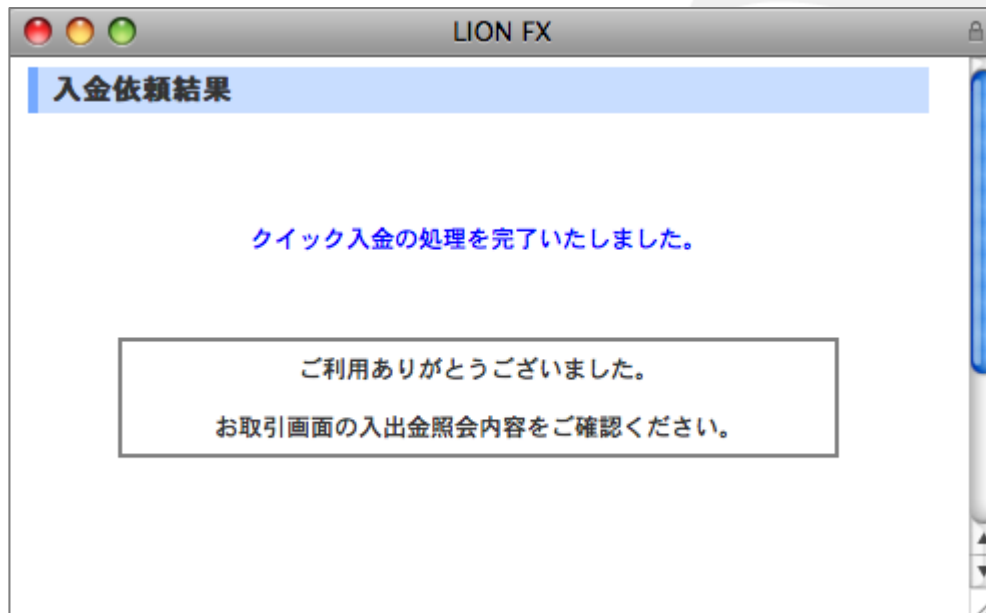 LION FX
入金依頼結果
クイック入金の処理を完了いたしました。
ご利用ありがとうございました。
お取引画面の入出金照会内容をご確認ください。